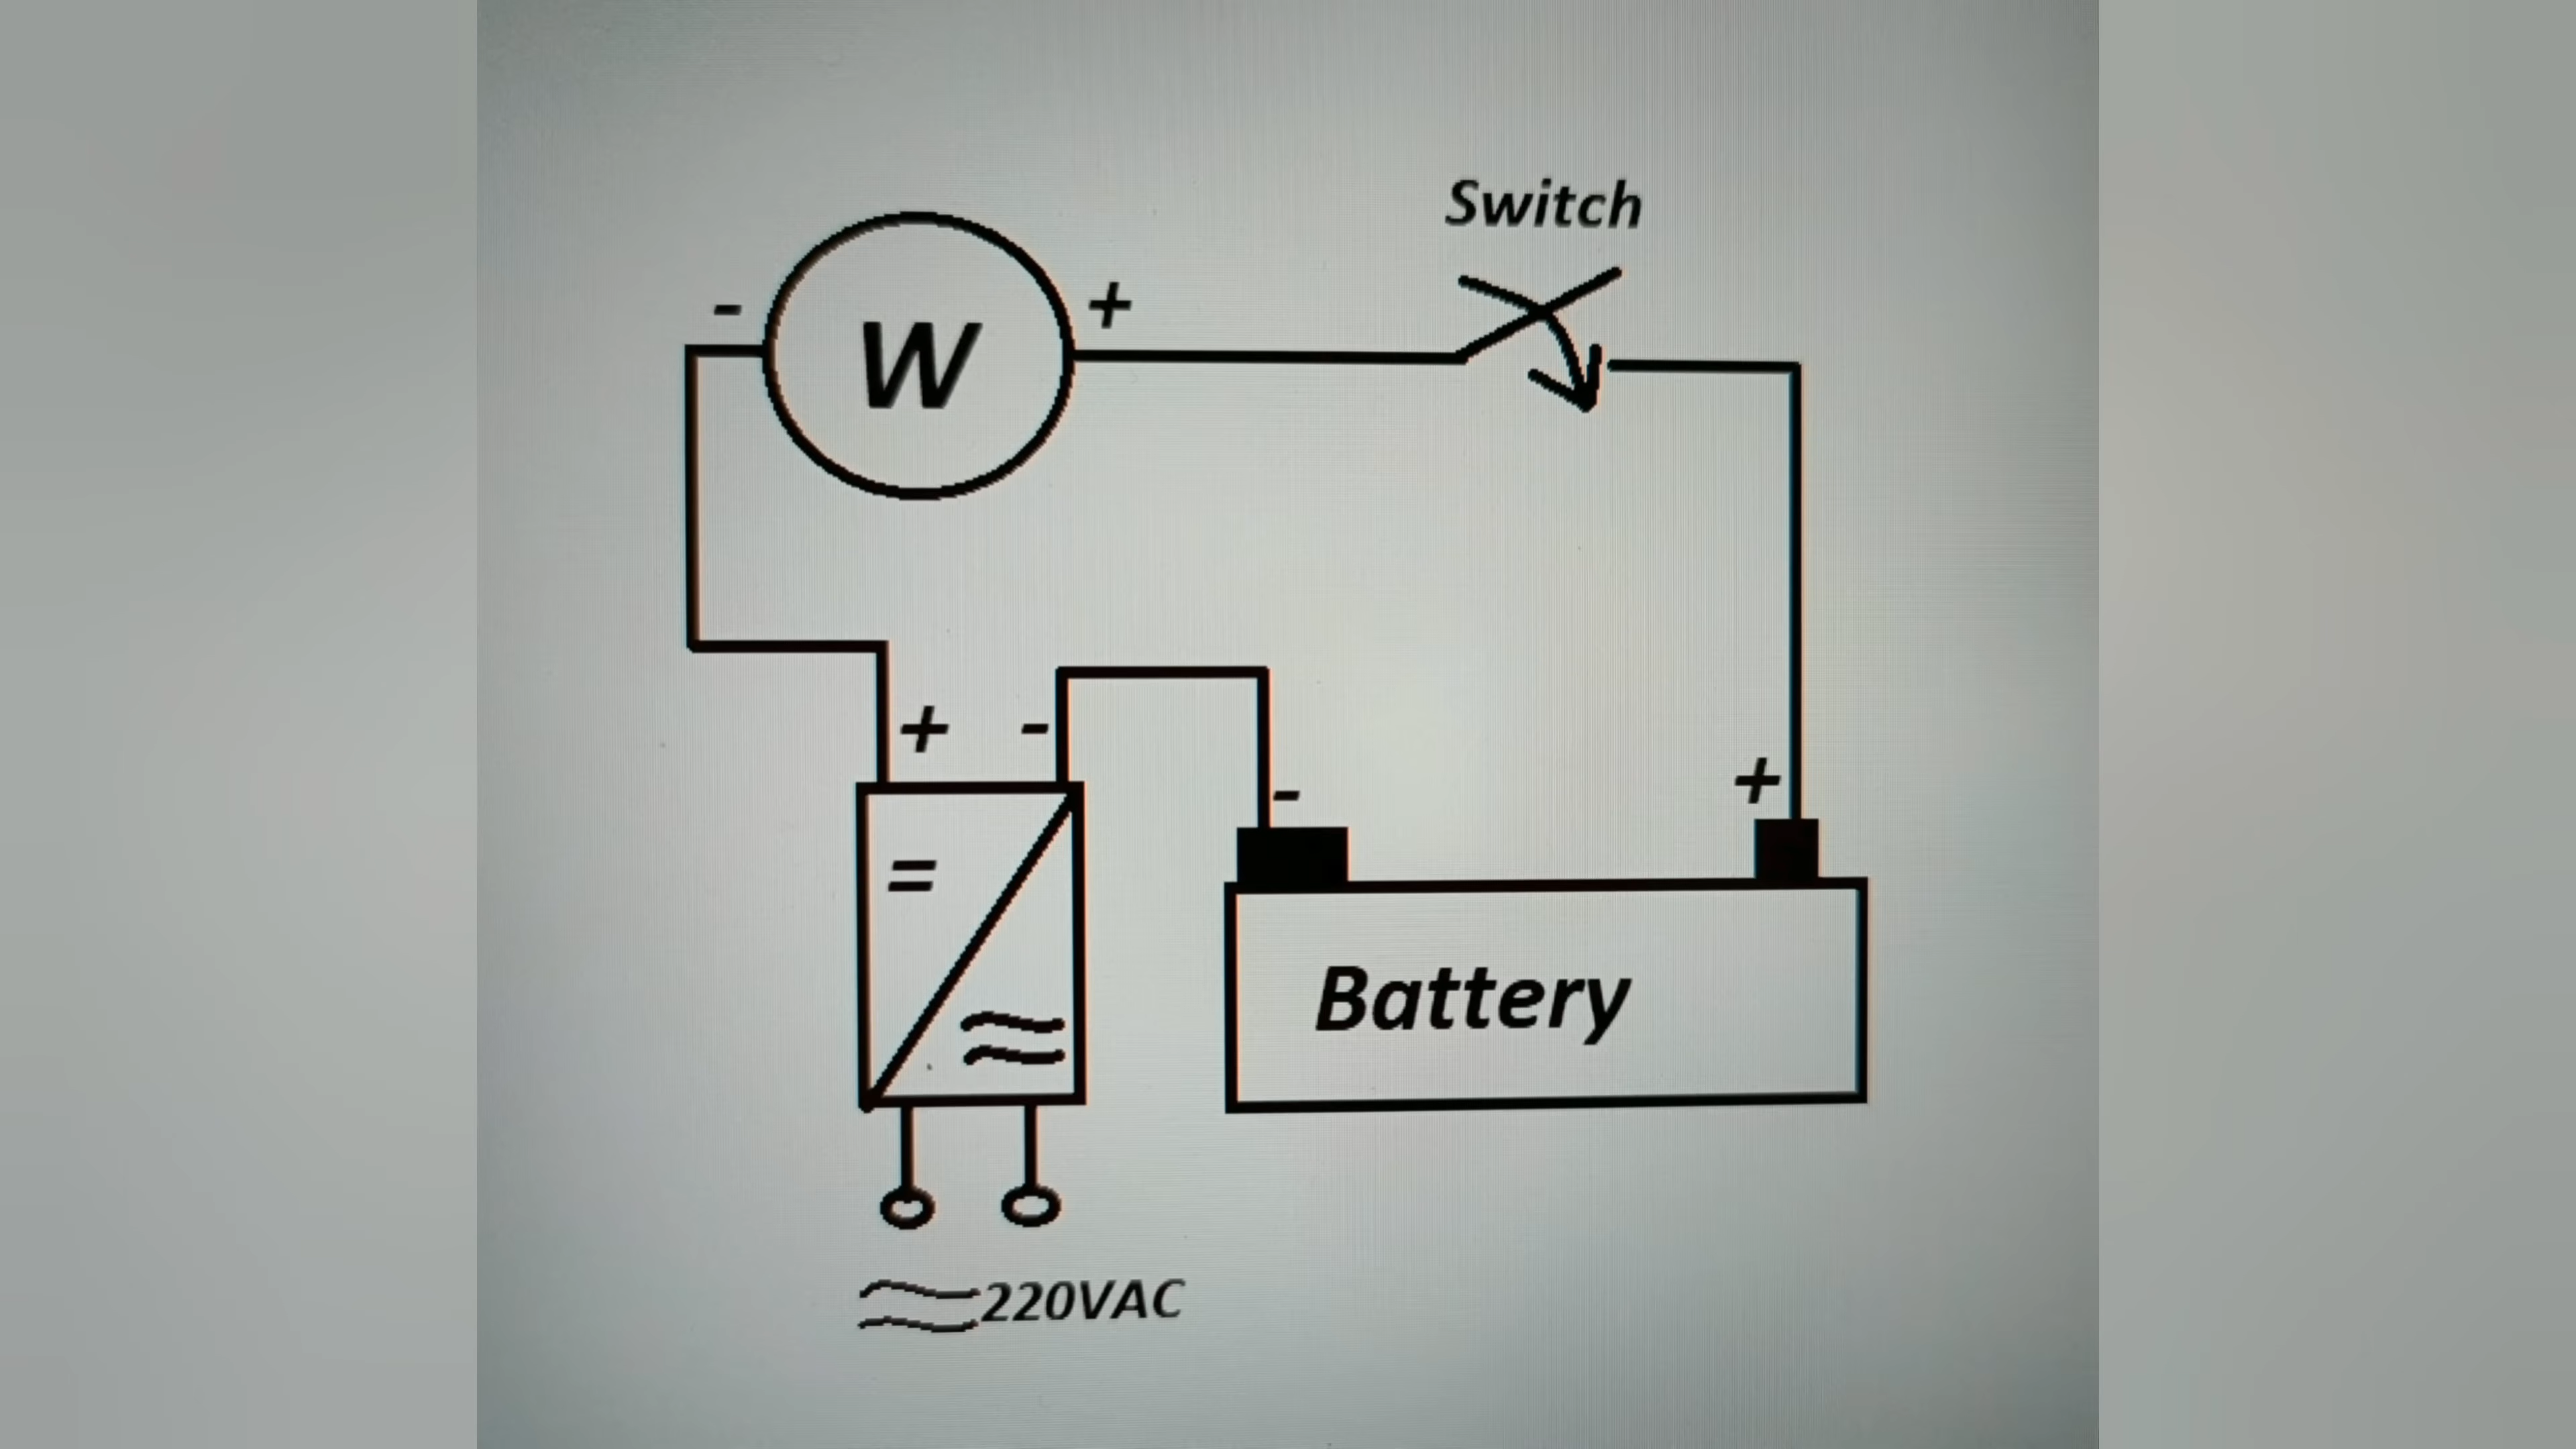 Switch
- W +
+ -
- +
=
Battery
≈
≈220VAC